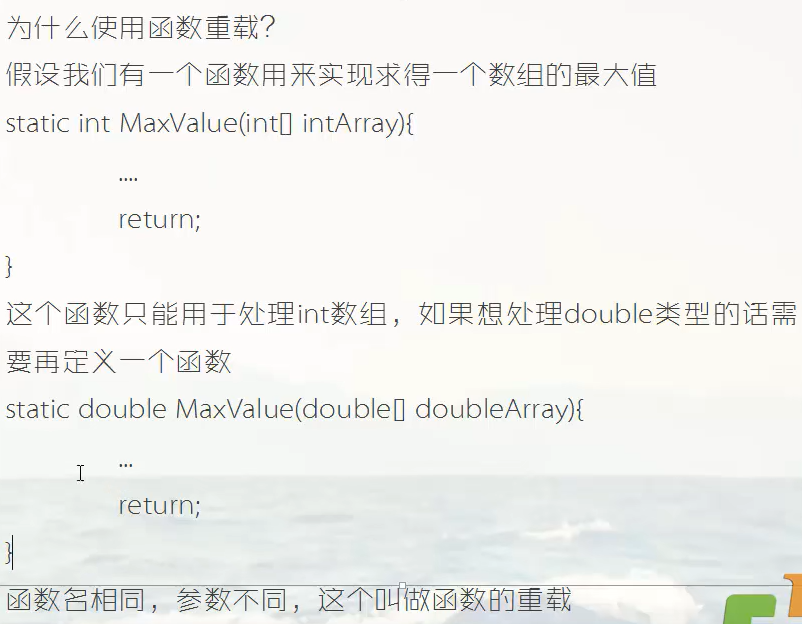 为什么使用函数重载？
假设我们有一个函数用来实现求得一个数组的最大值
static int MaxValue(int[] intArray){
....
return;
}
这个函数只能用于处理int数组，如果想处理double类型的话需
要再定义一个函数
static double MaxValue(double[] doubleArray){
...
return;
}
函数名相同，参数不同，这个叫做函数的重载